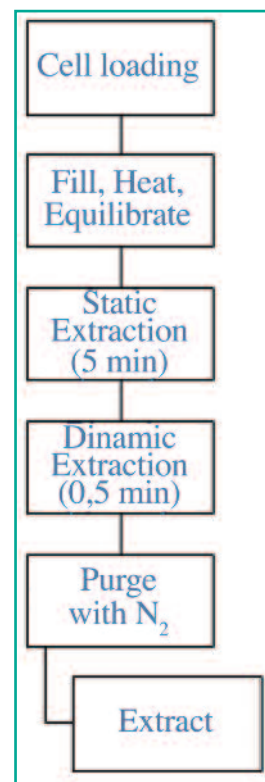 Cell loading
Fill, Heat,
Equilibrate
Static
Extraction
(5 min)
Dinamic
Extraction
(0,5 min)
Purge
with N₂
Extract